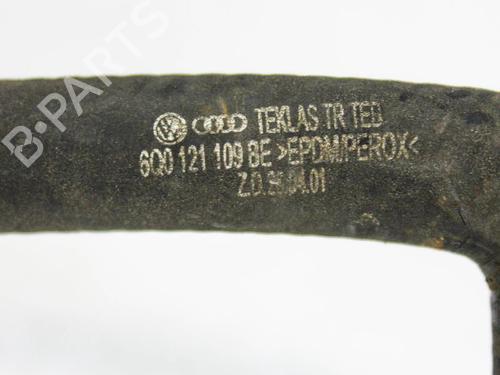 TEKLAS TR TED
6Q0 121 109 BE >EPDM/PEROX<
B-PARTS